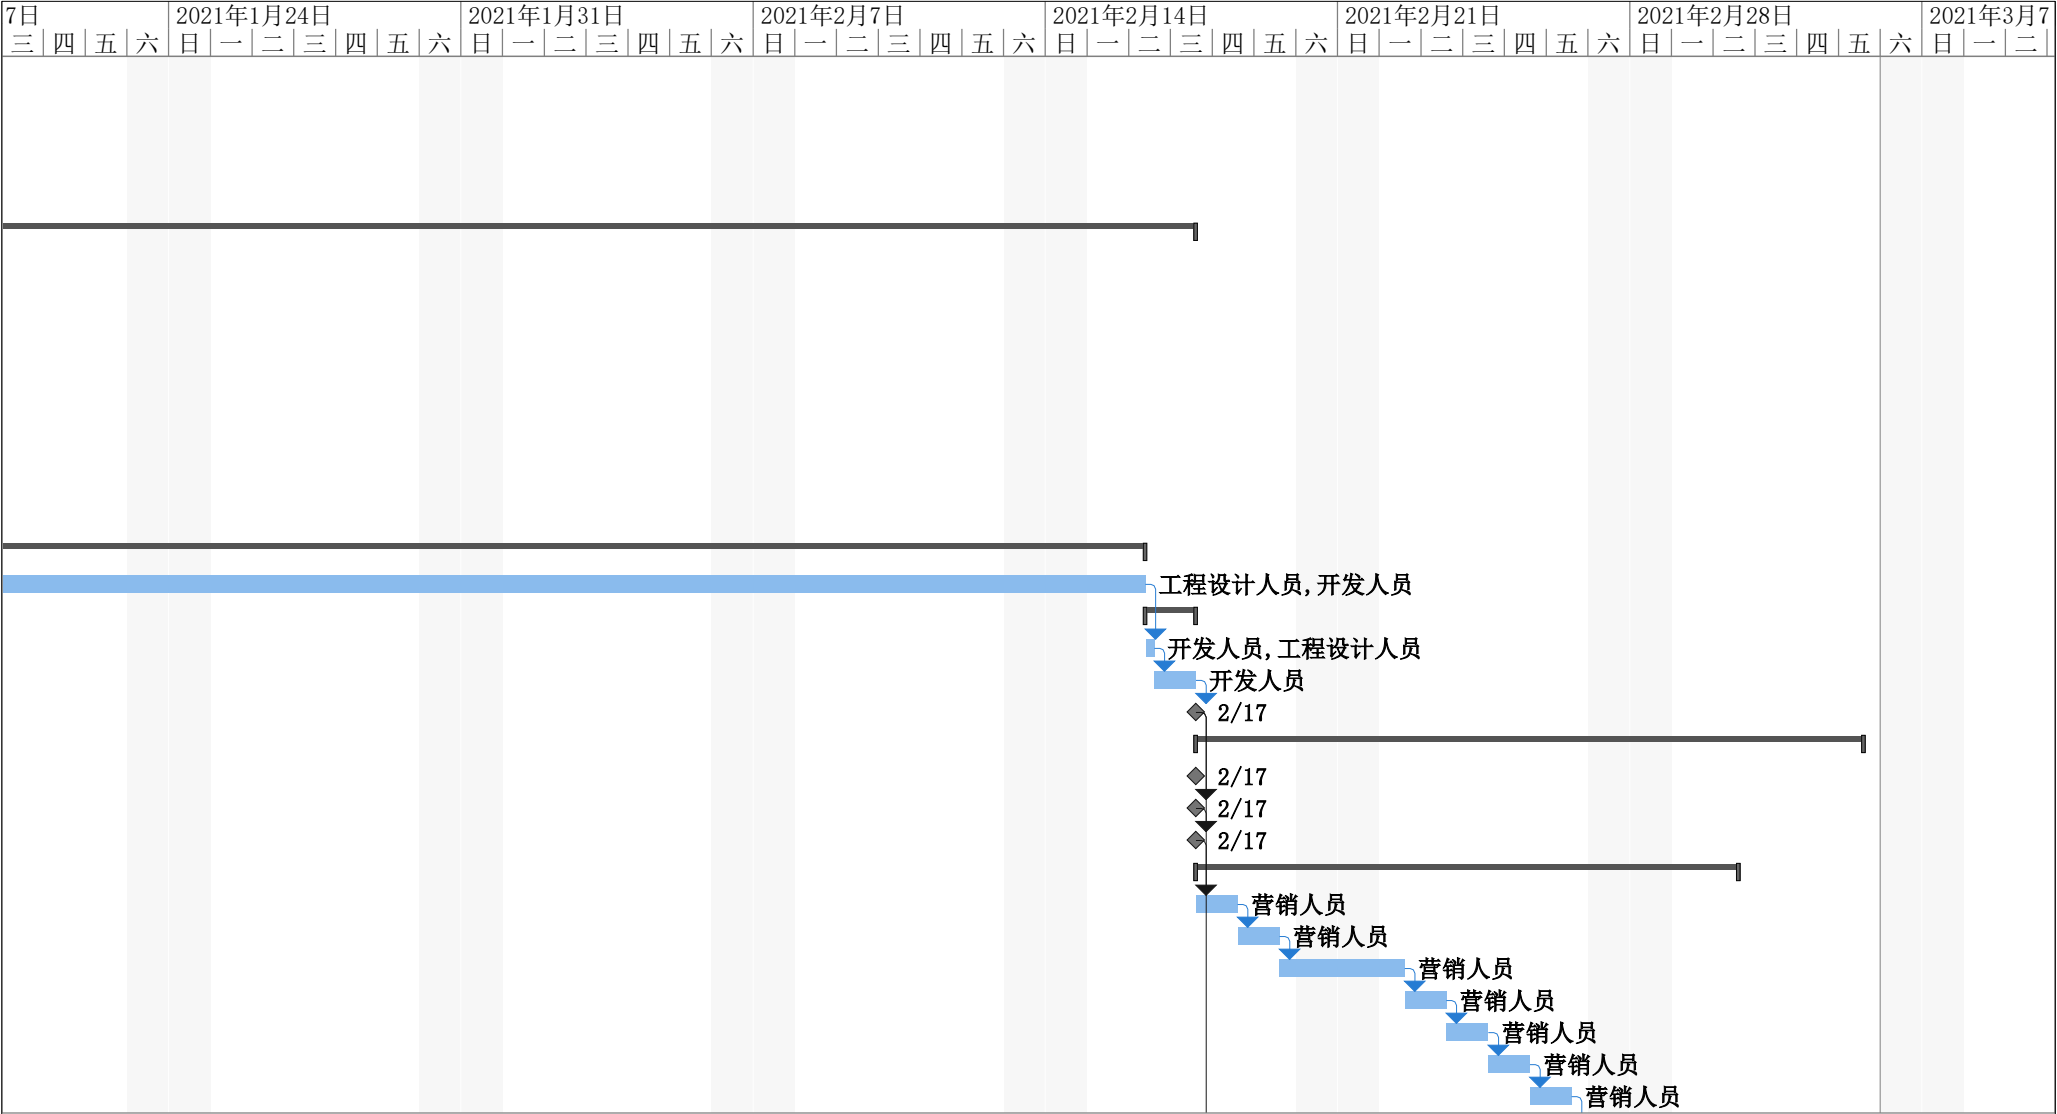 7日 2021年1月24日 2021年1月31日 2021年2月7日 2021年2月14日 2021年2月21日 2021年2月28日 2021年3月7
三 四 五 六 日 一 二 三 四 五 六 日 一 二 三 四 五 六 日 一 二 三 四 五 六 日 一 二 三 四 五 六 日 一 二 三 四 五 六 日 一 二 三 四 五 六 日 一 二
工程设计人员,开发人员
开发人员,工程设计人员
开发人员
2/17
2/17
2/17
2/17
营销人员
营销人员
营销人员
营销人员
营销人员
营销人员
营销人员